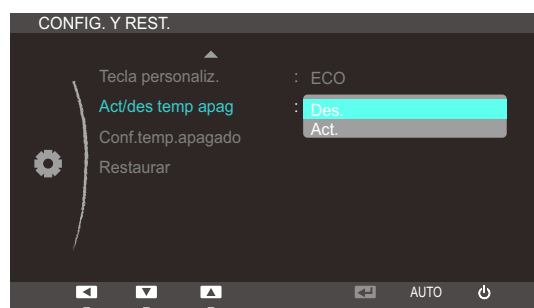 CONFIG. Y REST.
Tecla personaliz. : ECO
Act/des temp apag : Des.
Act.
Conf.temp.apagado
Restaurar
AUTO